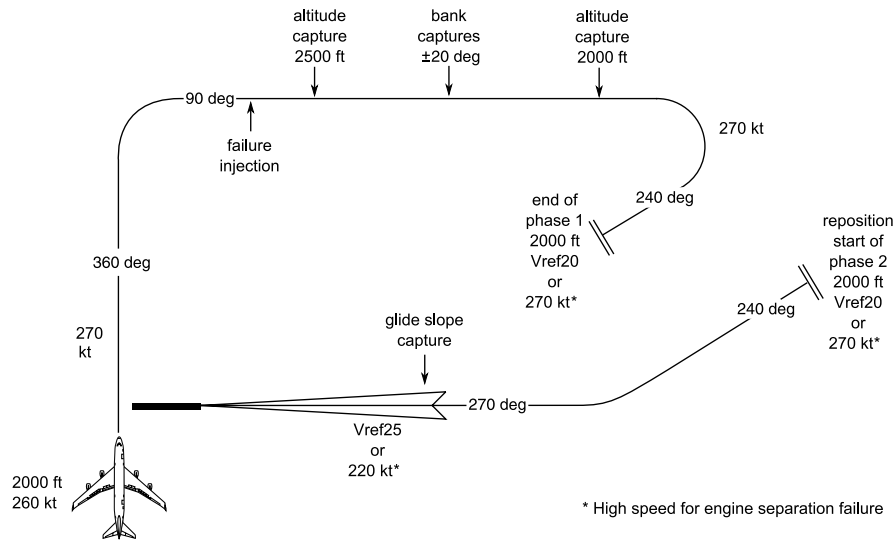 altitude
capture
2500 ft
bank
captures
±20 deg
altitude
capture
2000 ft
90 deg
failure
injection
270 kt
240 deg
end of
phase 1
2000 ft
Vref20
or
270 kt*
reposition
start of
phase 2
2000 ft
Vref20
or
270 kt*
240 deg
360 deg
270
kt
glide slope
capture
270 deg
Vref25
or
220 kt*
2000 ft
260 kt
* High speed for engine separation failure